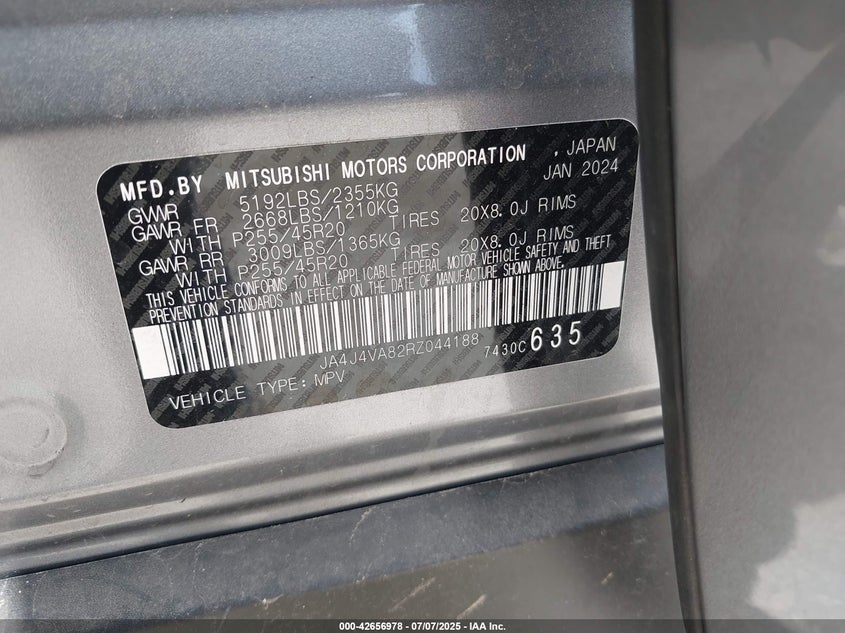 MFD.BY MITSUBISHI MOTORS CORPORATION , JAPAN
JAN 2024
GVWR 5192LBS/2355KG
GAWR FR 2668LBS/1210KG
WITH P255/45R20 TIRES 20X8.0J RIMS
GAWR RR 3009LBS/1365KG
WITH P255/45R20 TIRES 20X8.0J RIMS
THIS VEHICLE CONFORMS TO ALL APPLICABLE FEDERAL MOTOR VEHICLE SAFETY AND THEFT
PREVENTION STANDARDS IN EFFECT ON THE DATE OF MANUFACTURE SHOWN ABOVE.
JA4J4VA82RZ044188 7430C 635
VEHICLE TYPE: MPV
000-42656978 | 07/07/2025 - IAA Inc.